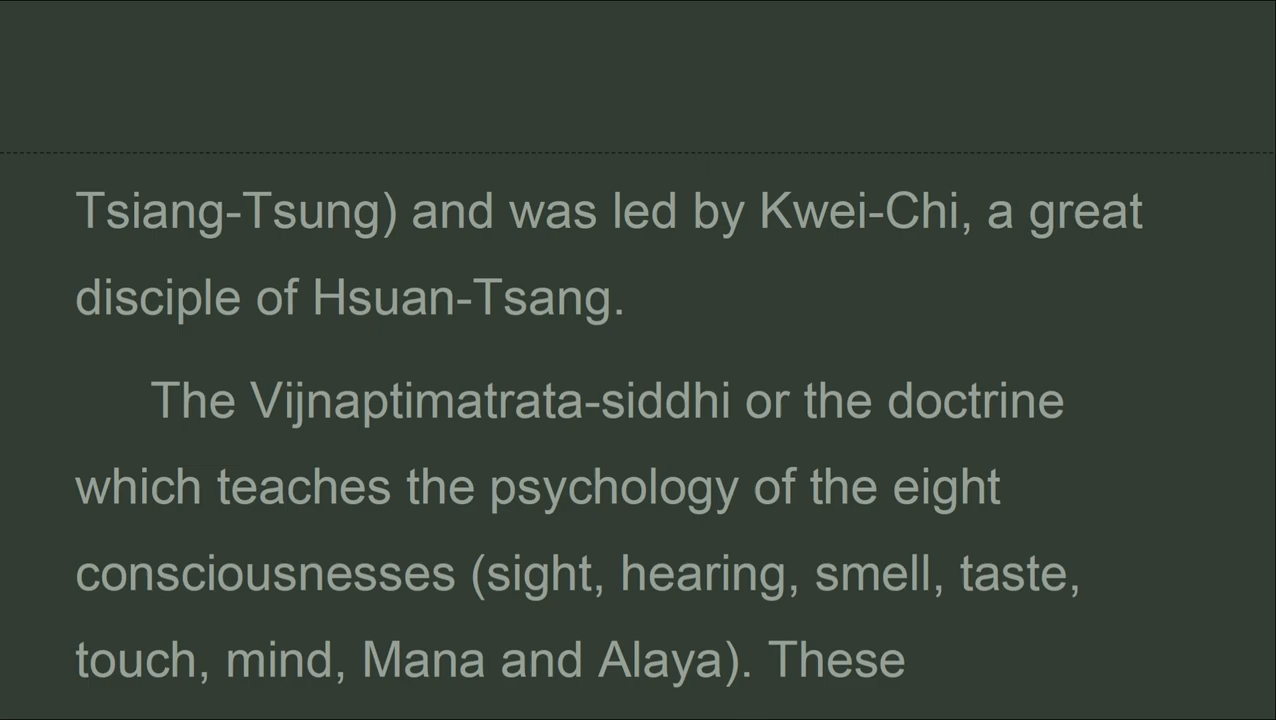 Tsiang-Tsung) and was led by Kwei-Chi, a great
disciple of Hsuan-Tsang.
The Vijnaptimatrata-siddhi or the doctrine
which teaches the psychology of the eight
consciousnesses (sight, hearing, smell, taste,
touch, mind, Mana and Alaya). These